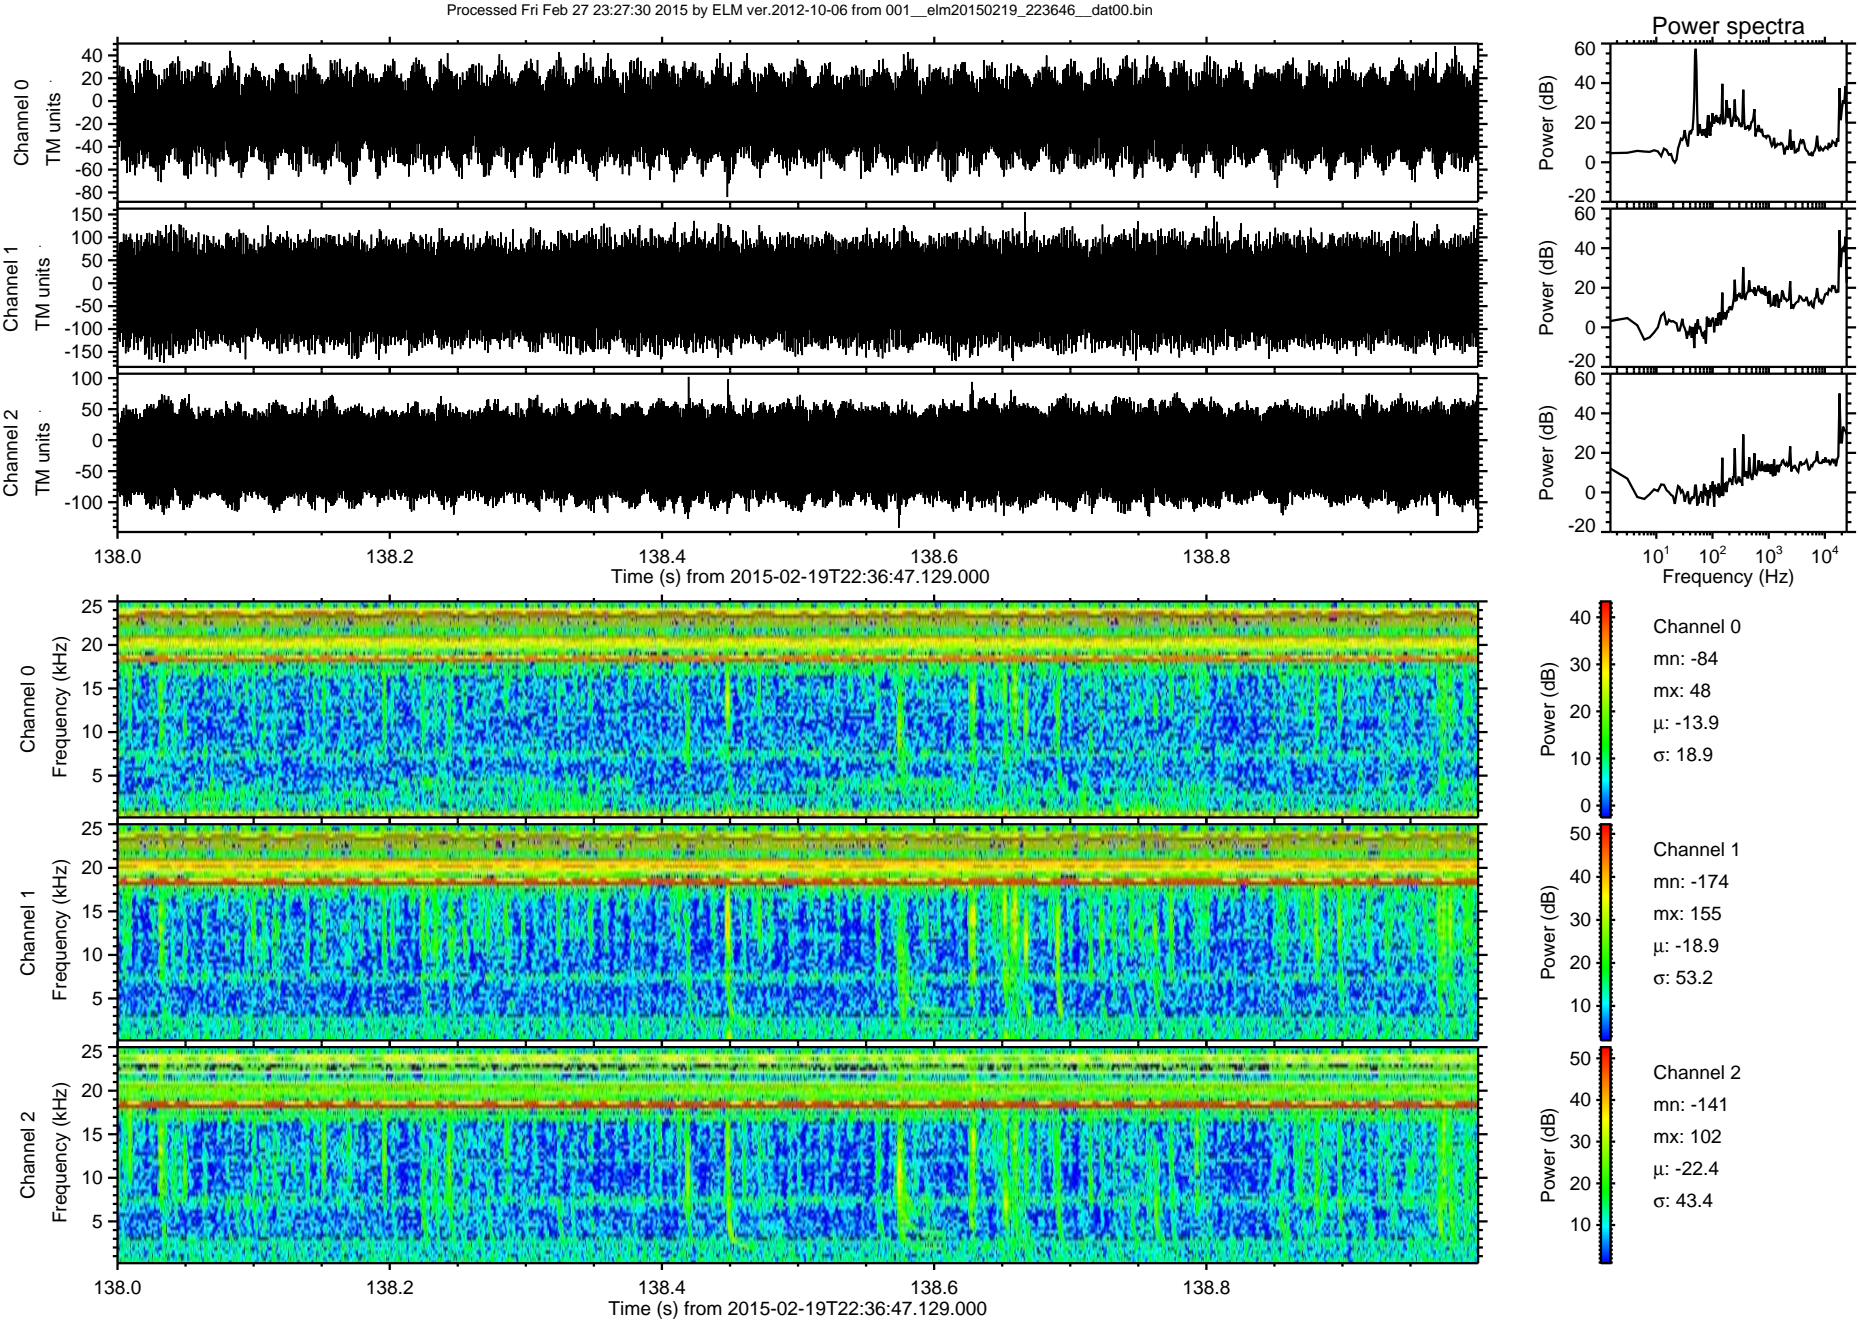 Processed Fri Feb 27 23:27:30 2015 by ELM ver.2012-10-06 from 001__elm20150219_223646__dat00.bin
Power spectra
Channel 0
TM units
40
20
0
-20
-40
-60
-80
Power (dB)
60
40
20
0
-20
Channel 1
TM units
150
100
50
0
-50
-100
-150
Power (dB)
60
40
20
0
-20
Channel 2
TM units
100
50
0
-50
-100
Power (dB)
60
40
20
0
-20
138.0 138.2 138.4 138.6 138.8
Time (s) from 2015-02-19T22:36:47.129.000
10¹ 10² 10³ 10⁴
Frequency (Hz)
Channel 0
Frequency (kHz)
25
20
15
10
5
Power (dB)
40
30
20
10
0
Channel 0
mn: -84
mx: 48
µ: -13.9
σ: 18.9
Channel 1
Frequency (kHz)
25
20
15
10
5
Power (dB)
50
40
30
20
10
Channel 1
mn: -174
mx: 155
µ: -18.9
σ: 53.2
Channel 2
Frequency (kHz)
25
20
15
10
5
Power (dB)
50
40
30
20
10
Channel 2
mn: -141
mx: 102
µ: -22.4
σ: 43.4
138.0 138.2 138.4 138.6 138.8
Time (s) from 2015-02-19T22:36:47.129.000